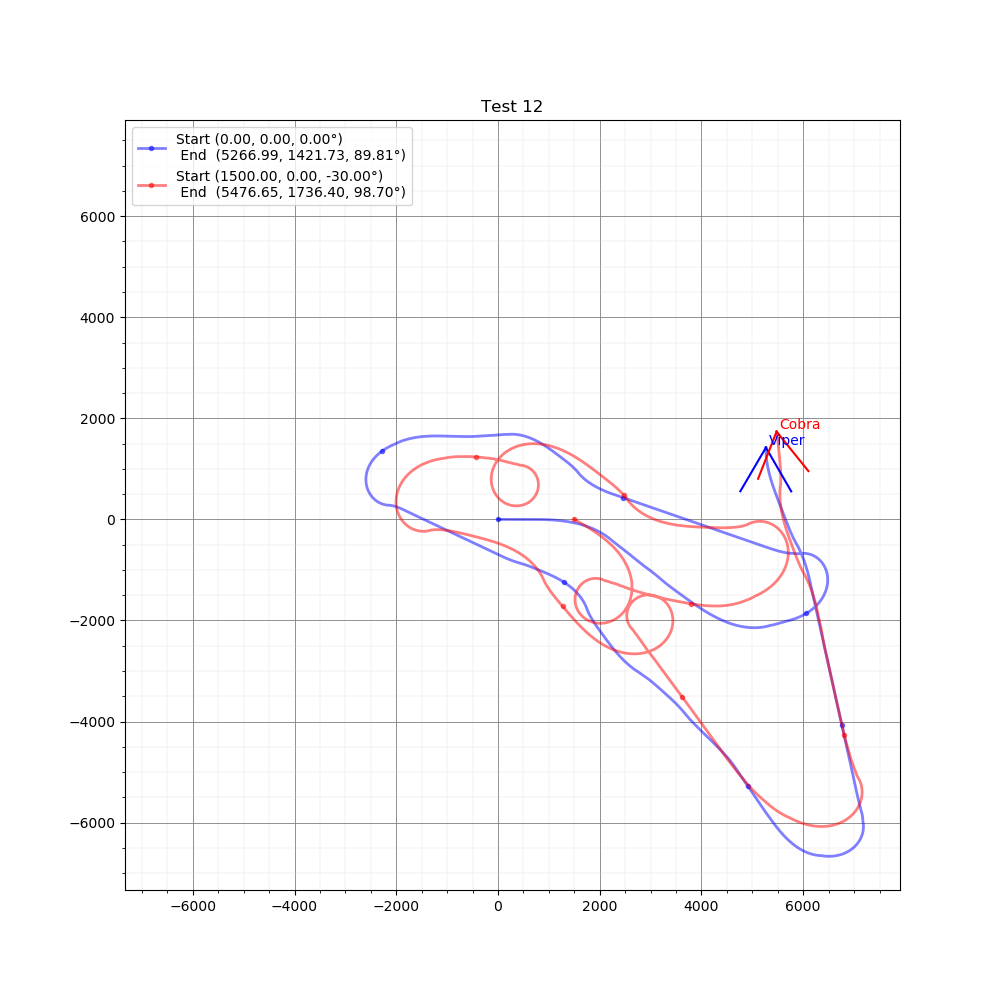 Test 12
Start (0.00, 0.00, 0.00°)
End (5266.99, 1421.73, 89.81°)
Start (1500.00, 0.00, -30.00°)
End (5476.65, 1736.40, 98.70°)
6000
4000
2000
0
−2000
−4000
−6000
Cobra
Viper
−6000 −4000 −2000 0 2000 4000 6000